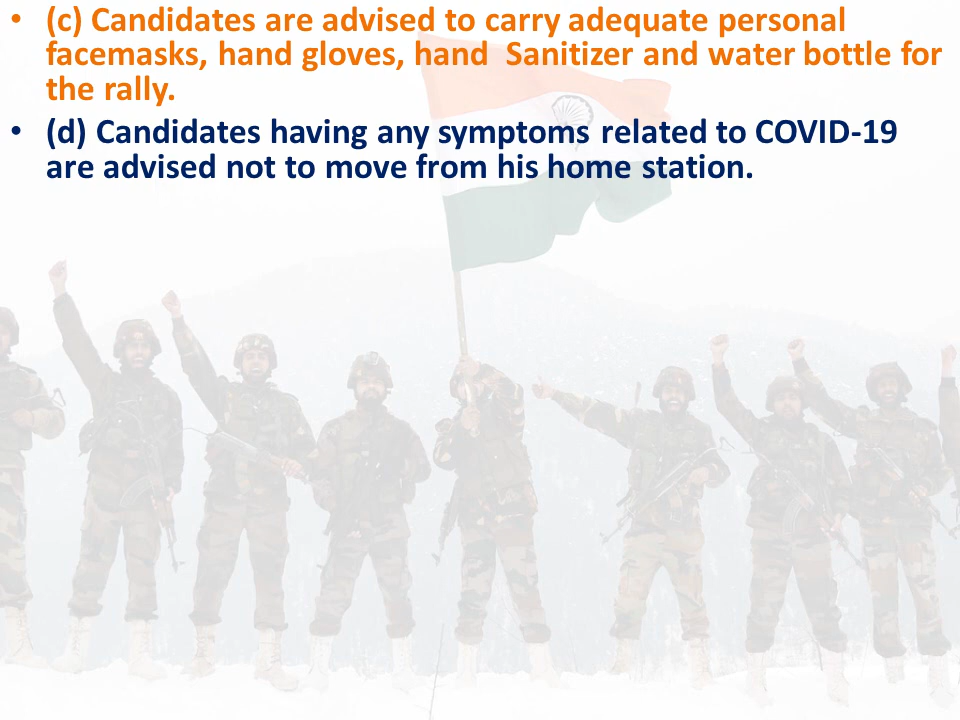 • (c) Candidates are advised to carry adequate personal
facemasks, hand gloves, hand  Sanitizer and water bottle for
the rally.
• (d) Candidates having any symptoms related to COVID-19
are advised not to move from his home station.